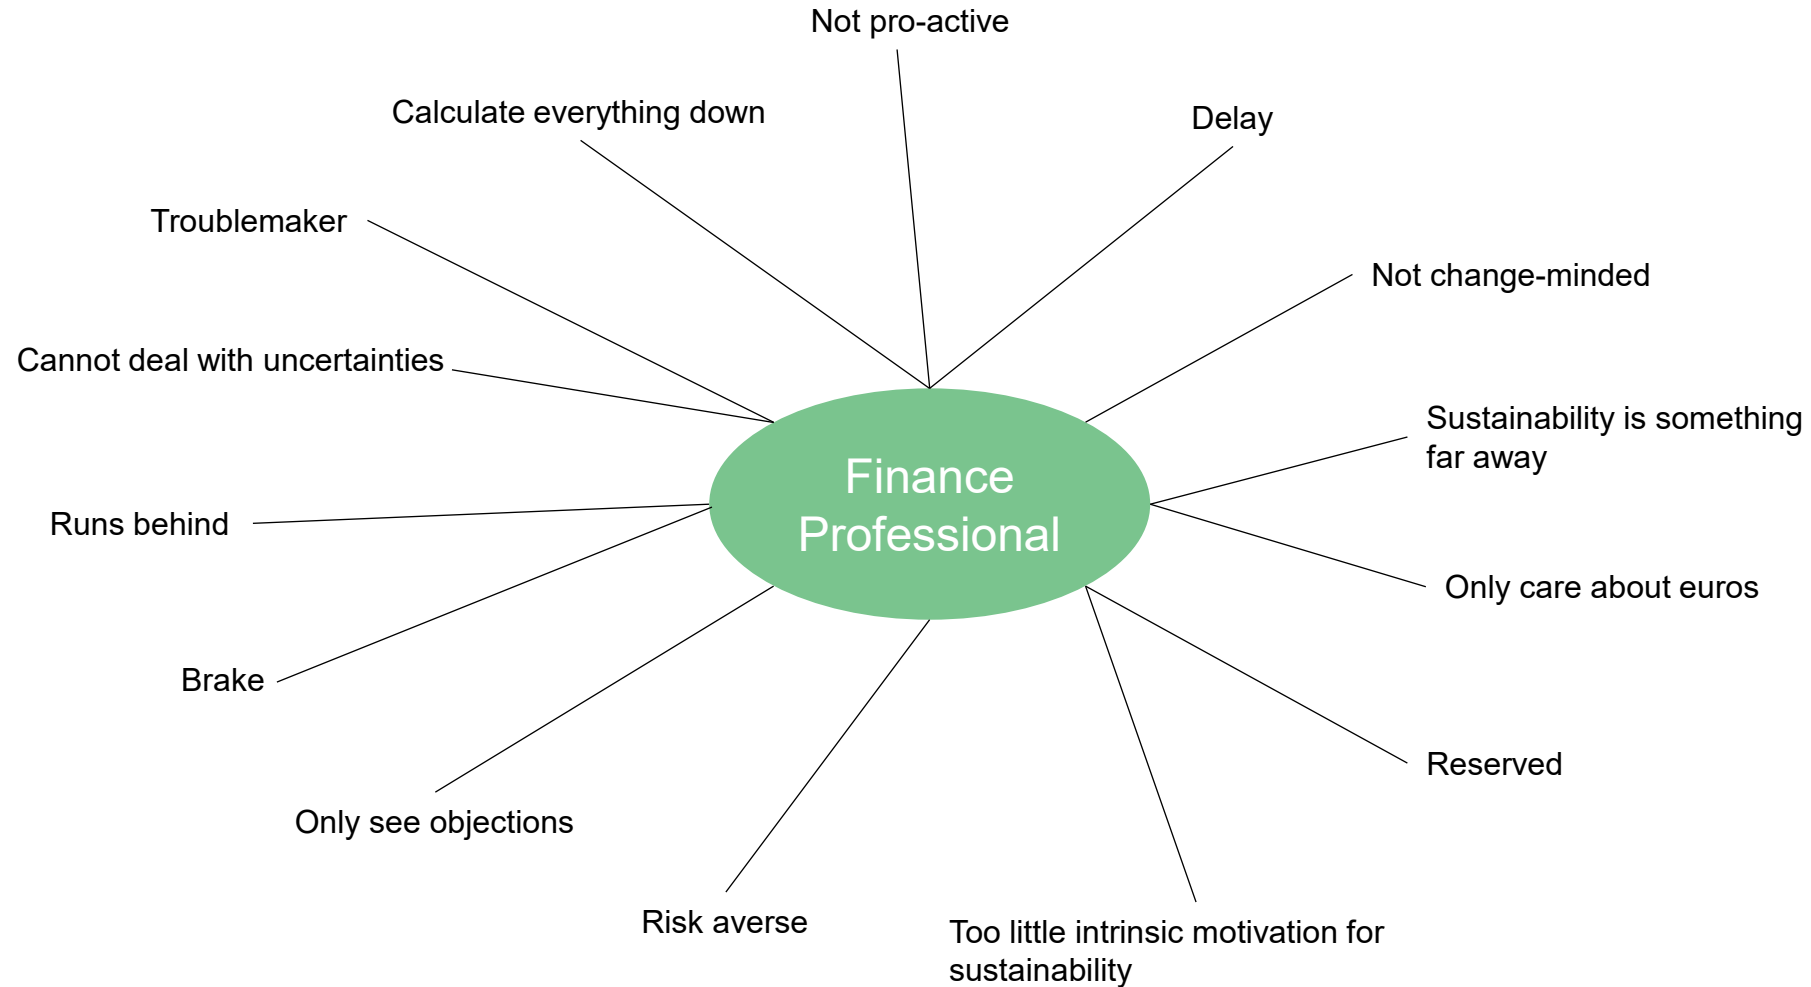 Not pro-active
Calculate everything down
Delay
Troublemaker
Not change-minded
Cannot deal with uncertainties
Sustainability is something
far away
Finance
Professional
Runs behind
Only care about euros
Brake
Reserved
Only see objections
Risk averse
Too little intrinsic motivation for
sustainability